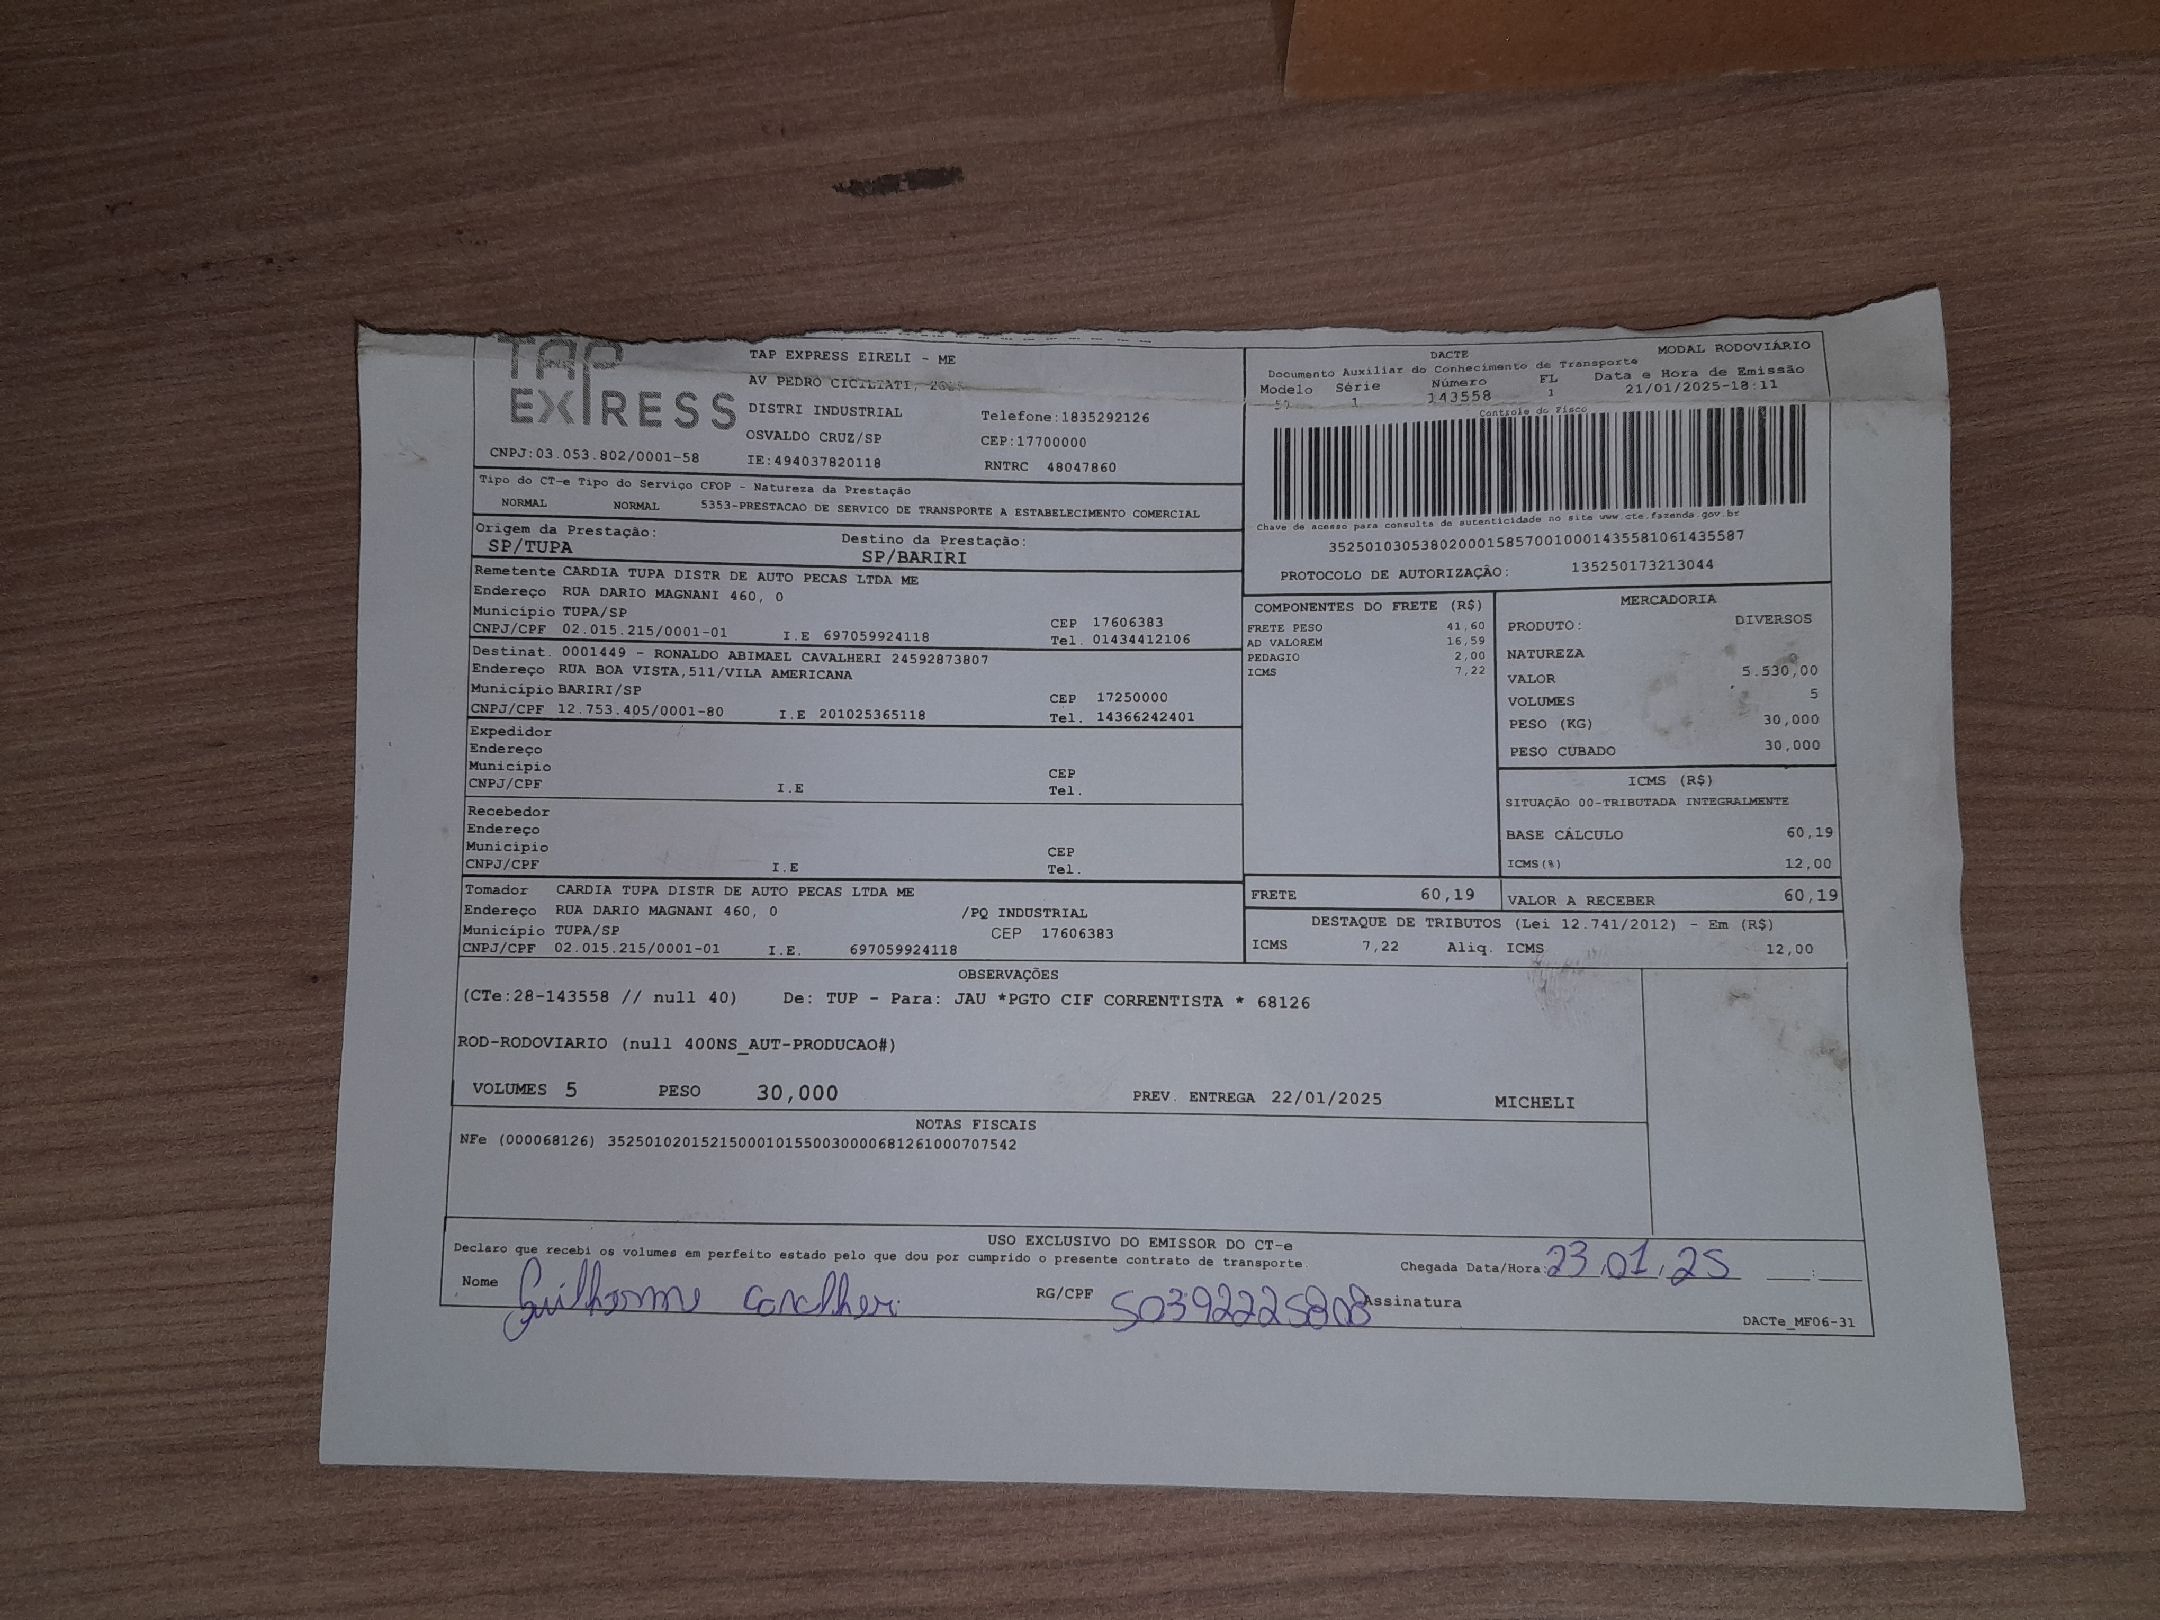 TAP
EXPRESS
TAP EXPRESS EIRELI - ME
AV PEDRO CICILIATI,
DISTRI INDUSTRIAL
Telefone:1835292126
OSVALDO CRUZ/SP
CEP:17700000
CNPJ:03.053.802/0001-58
IE:494037820118
RNTRC 48047860
DACTE
MODAL RODOVIÁRIO
Documento Auxiliar do Conhecimento de Transporte
Modelo Série Número FL Data e Hora de Emissão
57 1 143558 1 21/01/2025-18:11
Controle do Fisco
Chave de acesso para consulta de autenticidade no site www.cte.fazenda.gov.br
35250103053802000158570010001435581061435587
PROTOCOLO DE AUTORIZAÇÃO: 135250173213044
Tipo do CT-e Tipo do Serviço CFOP - Natureza da Prestação
NORMAL NORMAL 5353-PRESTACAO DE SERVICO DE TRANSPORTE A ESTABELECIMENTO COMERCIAL
Origem da Prestação: Destino da Prestação:
SP/TUPA SP/BARIRI
Remetente CARDIA TUPA DISTR DE AUTO PECAS LTDA ME
Endereço RUA DARIO MAGNANI 460, 0
Município TUPA/SP CEP 17606383
CNPJ/CPF 02.015.215/0001-01 I.E 697059924118 Tel. 01434412106
Destinat. 0001449 - RONALDO ABIMAEL CAVALHERI 24592873807
Endereço RUA BOA VISTA,511/VILA AMERICANA
Município BARIRI/SP CEP 17250000
CNPJ/CPF 12.753.405/0001-80 I.E 201025365118 Tel. 14366242401
Expedidor
Endereço
Município CEP
CNPJ/CPF I.E Tel.
Recebedor
Endereço
Município CEP
CNPJ/CPF I.E Tel.
Tomador CARDIA TUPA DISTR DE AUTO PECAS LTDA ME
Endereço RUA DARIO MAGNANI 460, 0 /PQ INDUSTRIAL
Município TUPA/SP CEP 17606383
CNPJ/CPF 02.015.215/0001-01 I.E. 697059924118
COMPONENTES DO FRETE (R$)
FRETE PESO 41,60
AD VALOREM 16,59
PEDAGIO 2,00
ICMS 7,22
MERCADORIA
PRODUTO: DIVERSOS
NATUREZA
VALOR 5.530,00
VOLUMES 5
PESO (KG) 30,000
PESO CUBADO 30,000
ICMS (R$)
SITUAÇÃO 00-TRIBUTADA INTEGRALMENTE
BASE CÁLCULO 60,19
ICMS(%) 12,00
FRETE 60,19 VALOR A RECEBER 60,19
DESTAQUE DE TRIBUTOS (Lei 12.741/2012) - Em (R$)
ICMS 7,22 Aliq. ICMS 12,00
OBSERVAÇÕES
(CTe:28-143558 // null 40) De: TUP - Para: JAU *PGTO CIF CORRENTISTA * 68126
ROD-RODOVIARIO (null 400NS_AUT-PRODUCAO#)
VOLUMES 5 PESO 30,000 PREV. ENTREGA 22/01/2025 MICHELI
NOTAS FISCAIS
NFe (000068126) 35250102015215000101550030000681261000707542
USO EXCLUSIVO DO EMISSOR DO CT-e
Declaro que recebi os volumes em perfeito estado pelo que dou por cumprido o presente contrato de transporte. Chegada Data/Hora: 23.01.25 __:__
Nome Guilherme Cavalheri RG/CPF 50392225808 Assinatura
DACTe_MF06-31